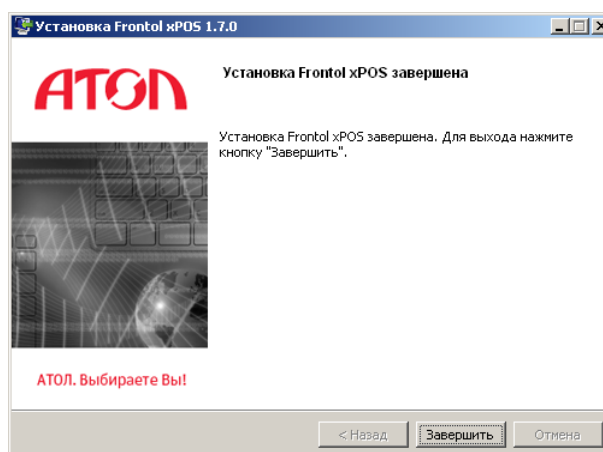 Установка Frontol xPOS 1.7.0
АТОЛ
Установка Frontol xPOS завершена
Установка Frontol xPOS завершена. Для выхода нажмите
кнопку "Завершить".
АТОЛ. Выбираете Вы!
< Назад
Завершить
Отмена